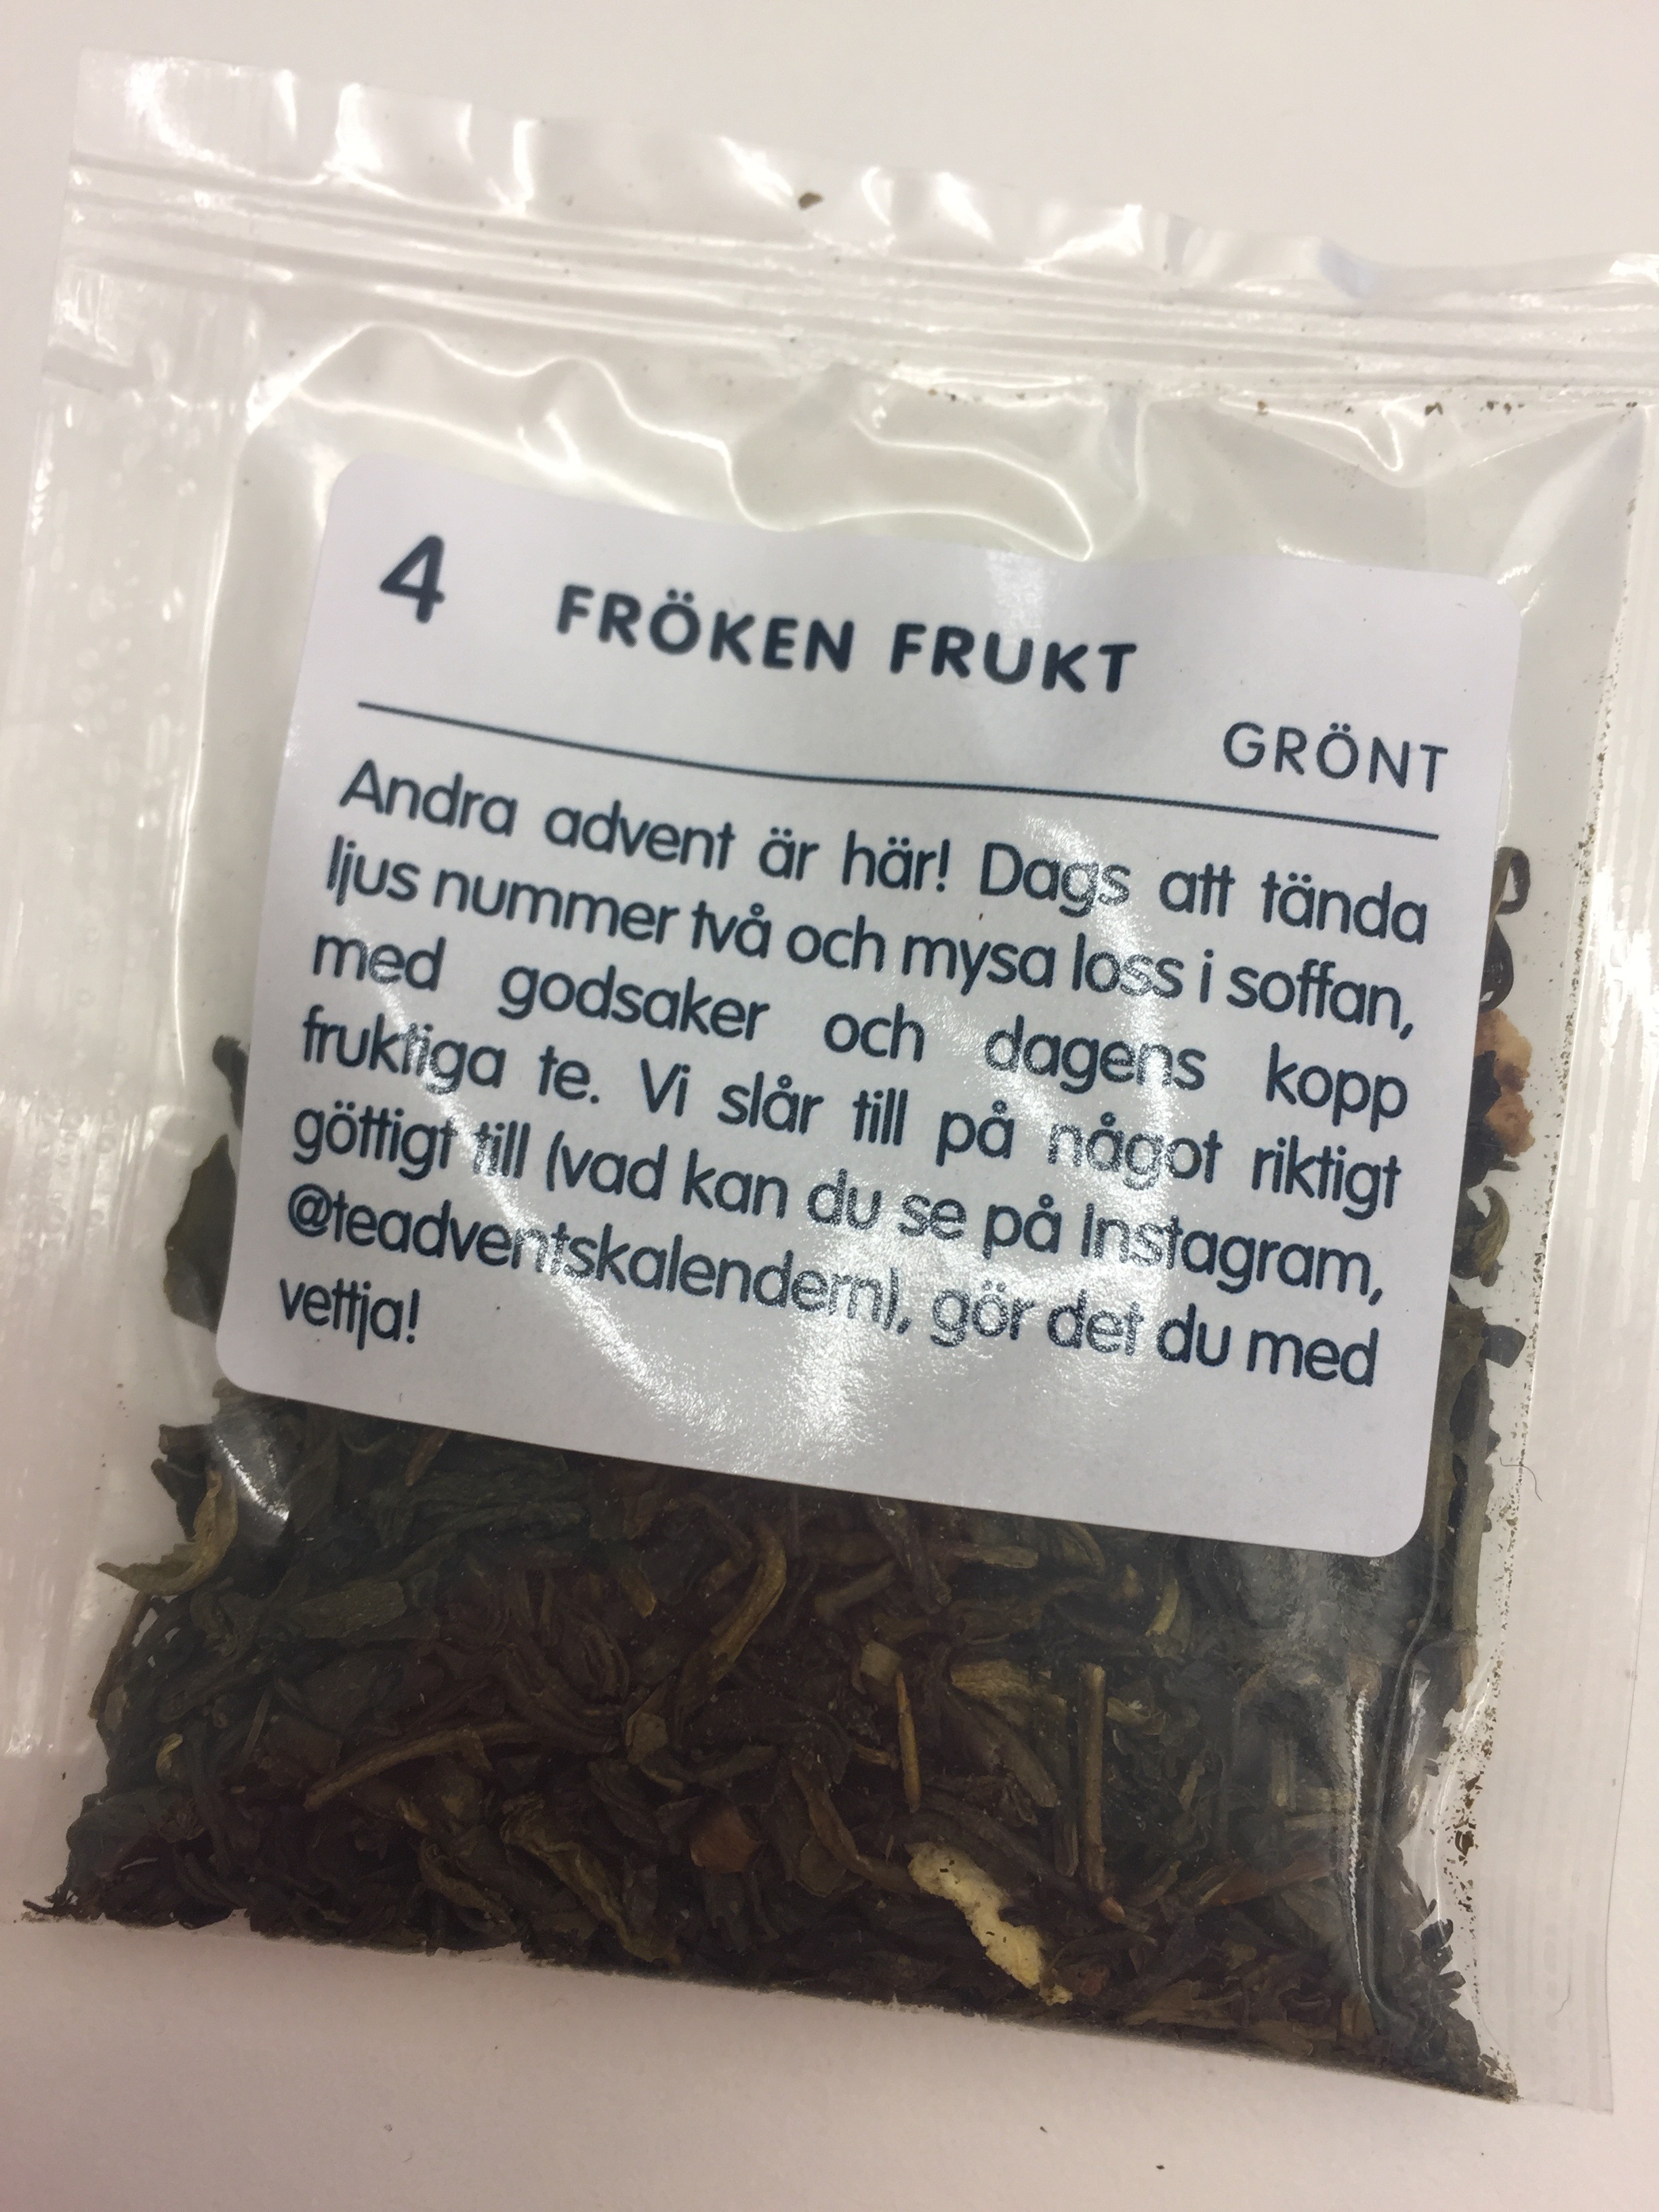 4 FRÖKEN FRUKT
GRÖNT
Andra advent är här! Dags att tända
ljus nummer två och mysa loss i soffan,
med godsaker och dagens kopp
fruktiga te. Vi slår till på något riktigt
göttigt till (vad kan du se på Instagram,
@teadventskalendern), gör det du med
vettja!